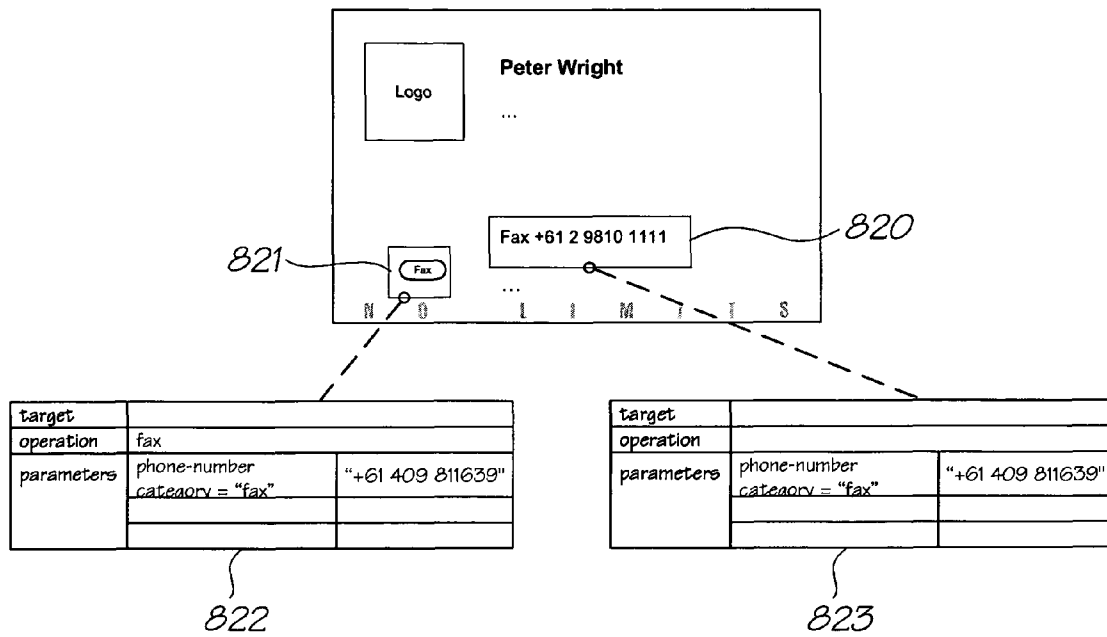 Logo
Peter Wright
...
Fax +61 2 9810 1111
820
821
Fax
...
N O L I M I T S
target
operation fax
parameters phone-number "+61 409 811639"
category = "fax"
822
target
operation
parameters phone-number "+61 409 811639"
category = "fax"
823